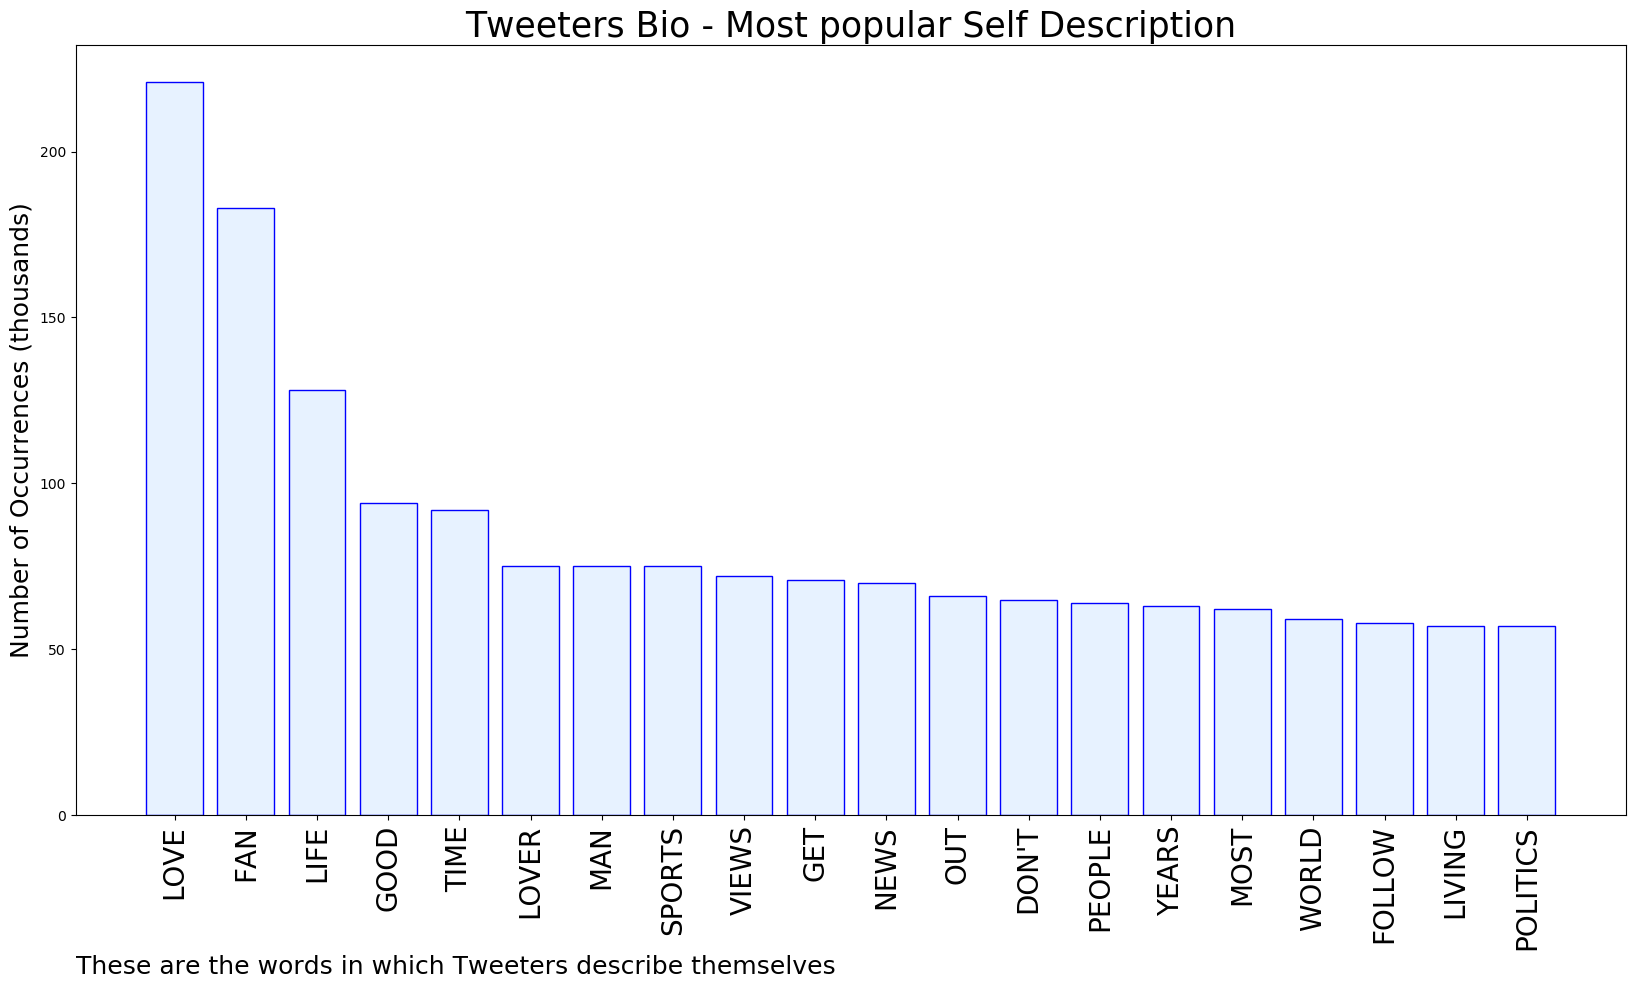 Tweeters Bio - Most popular Self Description
Number of Occurrences (thousands)
200
150
100
50
0
LOVE
FAN
LIFE
GOOD
TIME
LOVER
MAN
SPORTS
VIEWS
GET
NEWS
OUT
DON'T
PEOPLE
YEARS
MOST
WORLD
FOLLOW
LIVING
POLITICS
These are the words in which Tweeters describe themselves